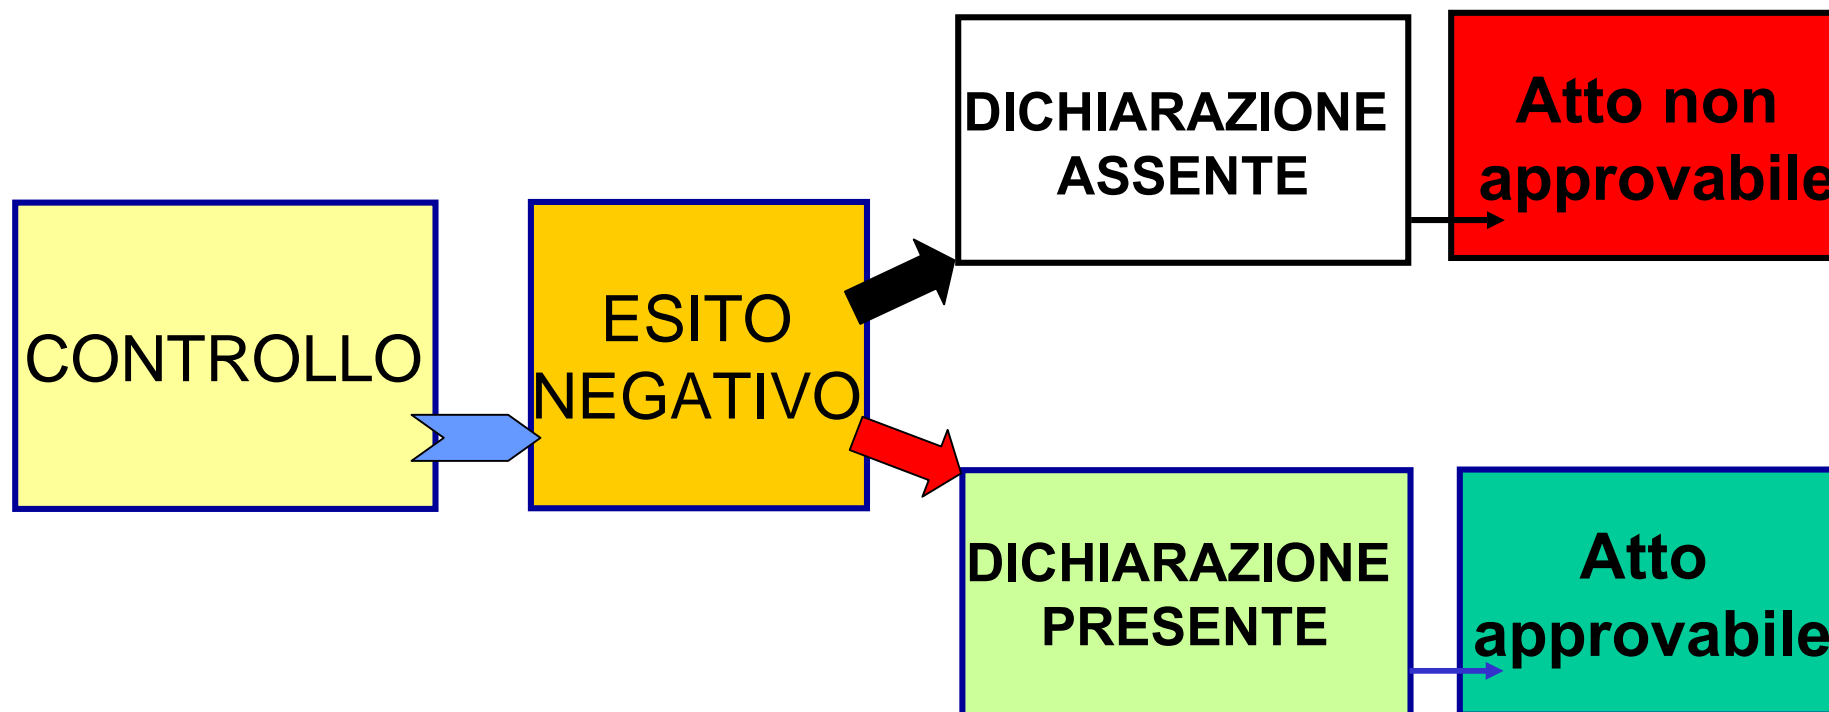 CONTROLLO
ESITO
NEGATIVO
DICHIARAZIONE
ASSENTE
Atto non
approvabile
DICHIARAZIONE
PRESENTE
Atto
approvabile